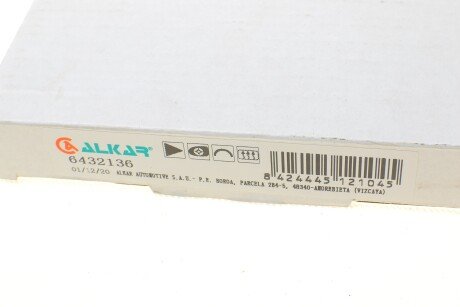 ALKAR®
6432136
01/12/20 ALKAR AUTOMOTIVE S.A.U.- P.E. BOROA, PARCELA 2B4-5, 48340-AMOREBIETA (VIZCAYA)
8 424445 121045